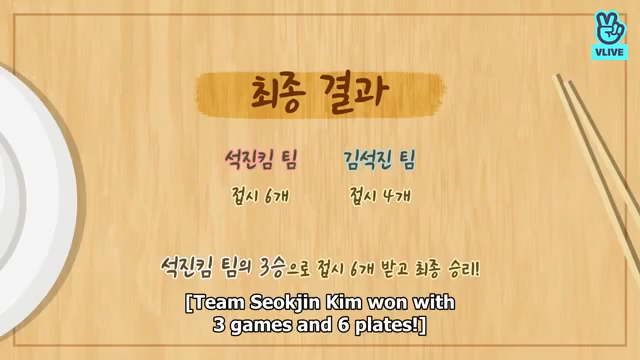 VLIVE
최종 결과
석진킴 팀 김석진 팀
접시 6개 접시 4개
석진킴 팀의 3승으로 접시 6개 받고 최종 승리!
[Team Seokjin Kim won with
3 games and 6 plates!]